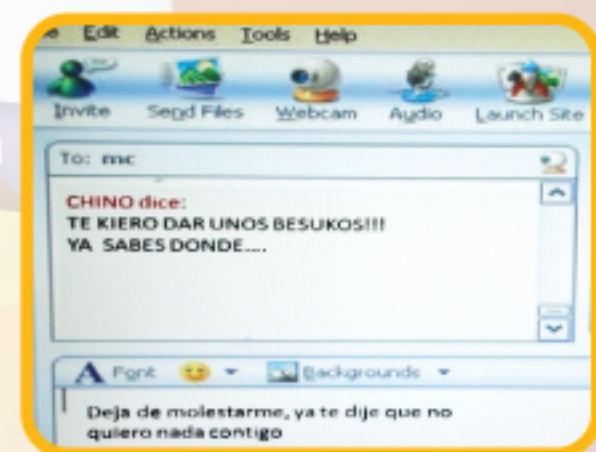 Edit Actions Tools Help
Invite Send Files Webcam Audio Launch Site
To: mc
CHINO dice:
TE KIERO DAR UNOS BESUKOS!!!
YA SABES DONDE....
A Font Backgrounds
Deja de molestarme, ya te dije que no
quiero nada contigo